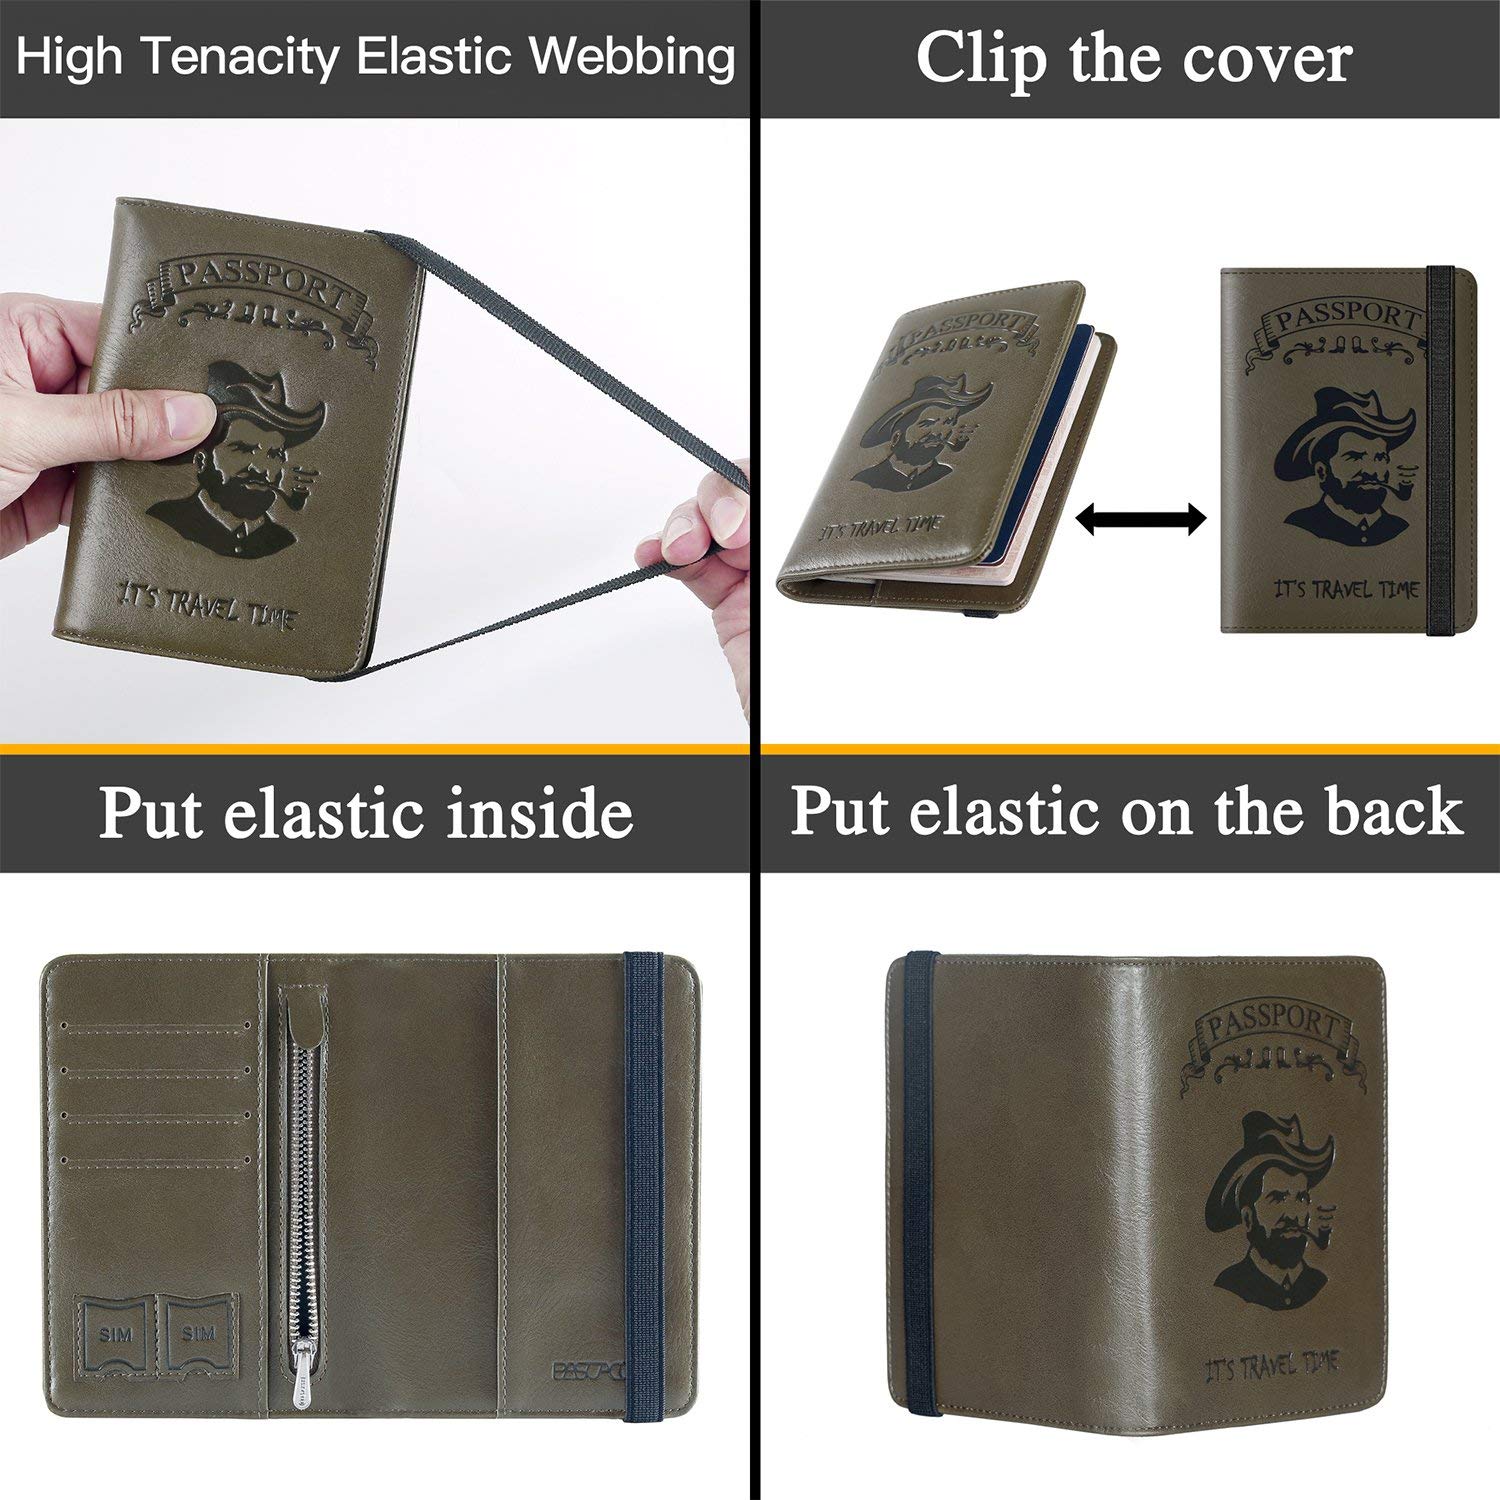 High Tenacity Elastic Webbing
Clip the cover
PASSPORT
IT'S TRAVEL TIME
PASSPORT
IT'S TRAVEL TIME
PASSPORT
IT'S TRAVEL TIME
Put elastic inside
Put elastic on the back
SIM
SIM
PASSPORT
IT'S TRAVEL TIME